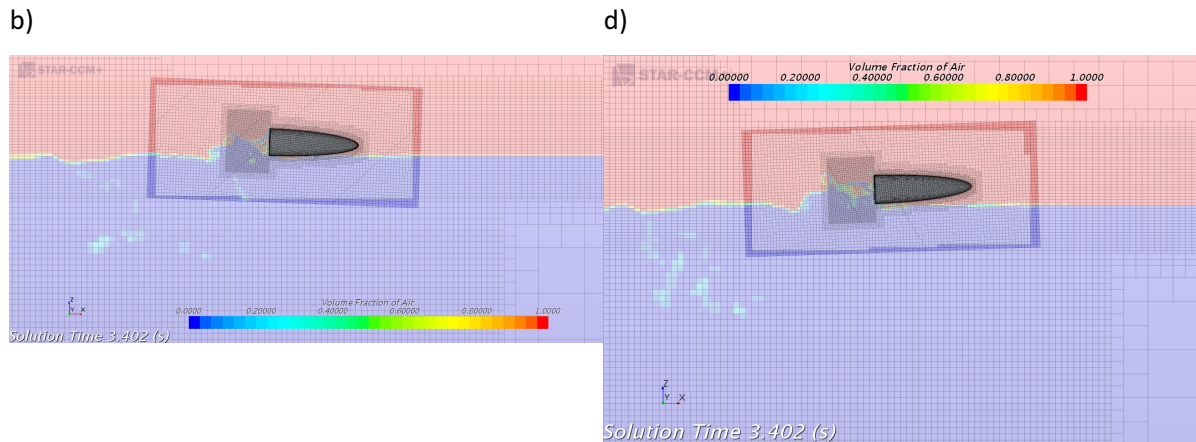 b)
d)
STAR-CCM+
Volume Fraction of Air
0.0000 0.20000 0.40000 0.60000 0.80000 1.0000
Z
Y X
Solution Time 3.402 (s)
STAR-CCM+
Volume Fraction of Air
0.00000 0.20000 0.40000 0.60000 0.80000 1.0000
Z
Y X
Solution Time 3.402 (s)